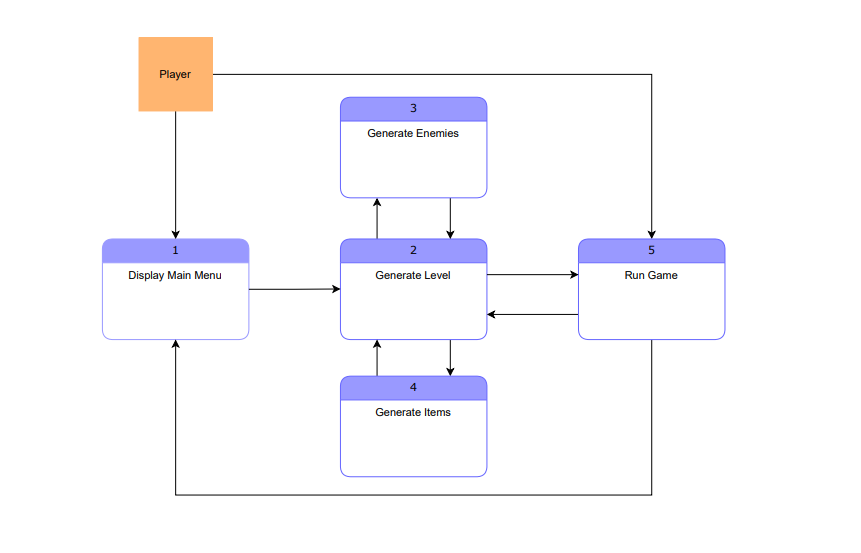 Player
3
Generate Enemies
1
Display Main Menu
2
Generate Level
5
Run Game
4
Generate Items